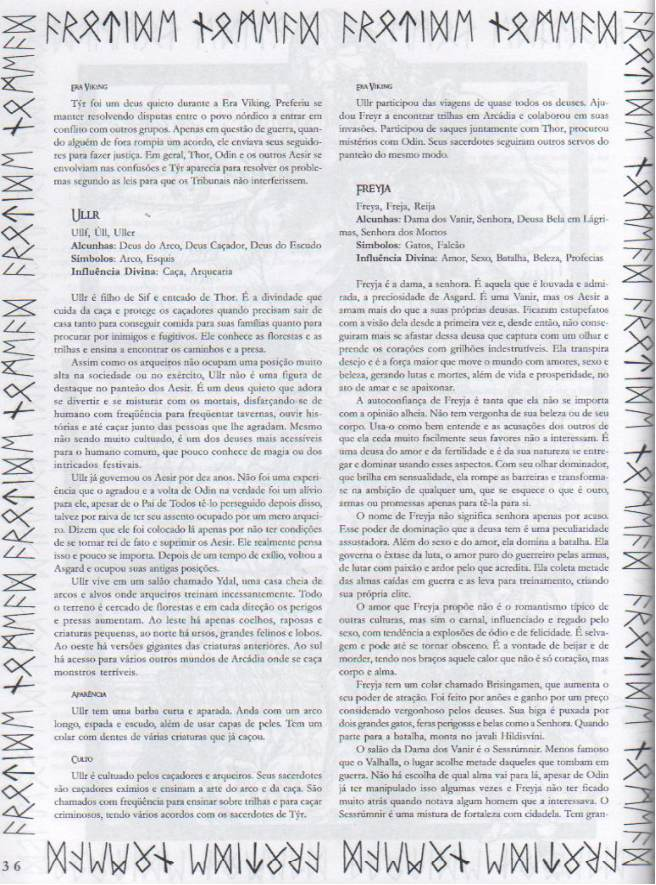 Era Viking
Týr foi um deus quieto durante a Era Viking. Preferiu se
manter resolvendo disputas entre o povo nórdico a entrar em
conflito com outros grupos. Apenas em questão de guerra, quan-
do alguém de fora rompia um acordo, ele enviava seus seguido-
res para fazer justiça. Em geral, Thor, Odin e os outros Aesir se
envolviam nas confusões e Týr aparecia para resolver os proble-
mas segundo as leis para que os Tribunais não interferissem.
Ullr
Ullf, Úll, Uller
Alcunhas: Deus do Arco, Deus Caçador, Deus do Escudo
Símbolos: Arco, Esquis
Influência Divina: Caça, Arquearia
Ullr é filho de Sif e enteado de Thor. É a divindade que
cuida da caça e protege os caçadores quando precisam sair de
casa tanto para conseguir comida para suas famílias quanto para
procurar por inimigos e fugitivos. Ele conhece as florestas e as
trilhas e ensina a encontrar os caminhos e a presa.
Assim como os arqueiros não ocupam uma posição muito
alta na sociedade ou no exército, Ullr não é uma figura de
destaque no panteão dos Aesir. É um deus quieto que adora
se divertir e se misturar com os mortais, disfarçando-se de
humano com freqüência para freqüentar tavernas, ouvir his-
tórias e até caçar junto das pessoas que lhe agradam. Mesmo
não sendo muito cultuado, é um dos deuses mais acessíveis
para o humano comum, que pouco conhece de magia ou dos
intricados festivais.
Ullr já governou os Aesir por dez anos. Não foi uma experi-
ência que o agradou e a volta de Odin na verdade foi um alívio
para ele, apesar de o Pai de Todos tê-lo perseguido depois disso,
talvez por raiva de ter seu assento ocupado por um mero arquei-
ro. Dizem que ele foi colocado lá apenas por não ter condições
de se tornar rei de fato e suprimir os Aesir. Ele realmente pensa
isso e pouco se importa. Depois de um tempo de exílio, voltou a
Asgard e ocupou suas antigas posições.
Ullr vive em um salão chamado Ydal, uma casa cheia de
arcos e alvos onde arqueiros treinam incessantemente. Todo
o terreno é cercado de florestas e em cada direção os perigos
e presas aumentam. Ao leste há apenas coelhos, raposas e
criaturas pequenas, ao norte há ursos, grandes felinos e lobos.
Ao oeste há versões gigantes das criaturas anteriores. Ao sul
há acesso para vários outros mundos de Arcádia onde se caça
monstros terríveis.
Aparência
Ullr tem uma barba curta e aparada. Anda com um arco
longo, espada e escudo, além de usar capas de peles. Tem um
colar com dentes de várias criaturas que já caçou.
Culto
Ullr é cultuado pelos caçadores e arqueiros. Seus sacerdotes
são caçadores exímios e ensinam a arte do arco e da caça. São
chamados com freqüência para ensinar sobre trilhas e para caçar
criminosos, tendo vários acordos com os sacerdotes de Týr.
Era Viking
Ullr participou das viagens de quase todos os deuses. Aju-
dou Freyr a encontrar trilhas em Arcádia e colaborou em suas
invasões. Participou de saques juntamente com Thor, procurou
mistérios com Odin. Seus sacerdotes seguiram outros servos do
panteão do mesmo modo.
Freyja
Freya, Freja, Reija
Alcunhas: Dama dos Vanir, Senhora, Deusa Bela em Lágri-
mas, Senhora dos Mortos
Símbolos: Gatos, Falcão
Influência Divina: Amor, Sexo, Batalha, Beleza, Profecias
Freyja é a dama, a senhora. É aquela que é louvada e admi-
rada, a preciosidade de Asgard. É uma Vanir, mas os Aesir a
amam mais do que a suas próprias deusas. Ficaram estupefatos
com a visão dela desde a primeira vez e, desde então, não conse-
guiram mais se afastar dessa deusa que captura com um olhar e
prende os corações com grilhões indestrutíveis. Ela transpira
desejo e é a força maior que move o mundo com amores, sexo e
beleza, gerando lutas e mortes, além de vida e prosperidade, no
ato de amar e se apaixonar.
A autoconfiança de Freyja é tanta que ela não se importa
com a opinião alheia. Não tem vergonha de sua beleza ou de seu
corpo. Usa-o como bem entende e as acusações dos outros de
que ela ceda muito facilmente seus favores não a interessam. É
uma deusa do amor e da fertilidade e é da sua natureza se entre-
gar e dominar usando esses aspectos. Com seu olhar dominador,
que brilha em sensualidade, ela rompe as barreiras e transforma-
se na ambição de qualquer um, que se esquece o que é ouro,
armas ou promessas apenas para tê-la para si.
O nome de Freyja não significa senhora apenas por acaso.
Esse poder de dominação que a deusa tem é uma peculiaridade
assustadora. Além do sexo e do amor, ela domina a batalha. Ela
governa o êxtase da luta, o amor puro do guerreiro pelas armas,
de lutar com paixão e ardor pelo que acredita. Ela coleta metade
das almas caídas em guerra e as leva para treinamento, criando
sua própria elite.
O amor que Freyja propõe não é o romantismo típico de
outras culturas, mas sim o carnal, influenciado e regado pelo
sexo, com tendência a explosões de ódio e de felicidade. É selva-
gem e pode até se tornar obsceno. É a vontade de beijar e de
morder, tendo nos braços aquele calor que não é só coração, mas
corpo e alma.
Freyja tem um colar chamado Brisingamen, que aumenta o
seu poder de atração. Foi feito por anões e ganho por um preço
considerado vergonhoso pelos deuses. Sua biga é puxada por
dois grandes gatos, feras perigosas e belas como a Senhora. Quando
parte para a batalha, monta no javali Hildisvíni.
O salão da Dama dos Vanir é o Sessrúmnir. Menos famoso
que o Valhalla, o lugar acolhe metade daqueles que tombam em
guerra. Não há escolha de qual alma vai para lá, apesar de Odin
já ter manipulado isso algumas vezes e Freyja não ter ficado
muito atrás quando notava algum homem que a interessava. O
Sessrúmnir é uma mistura de fortaleza com cidadela. Tem gran-
36